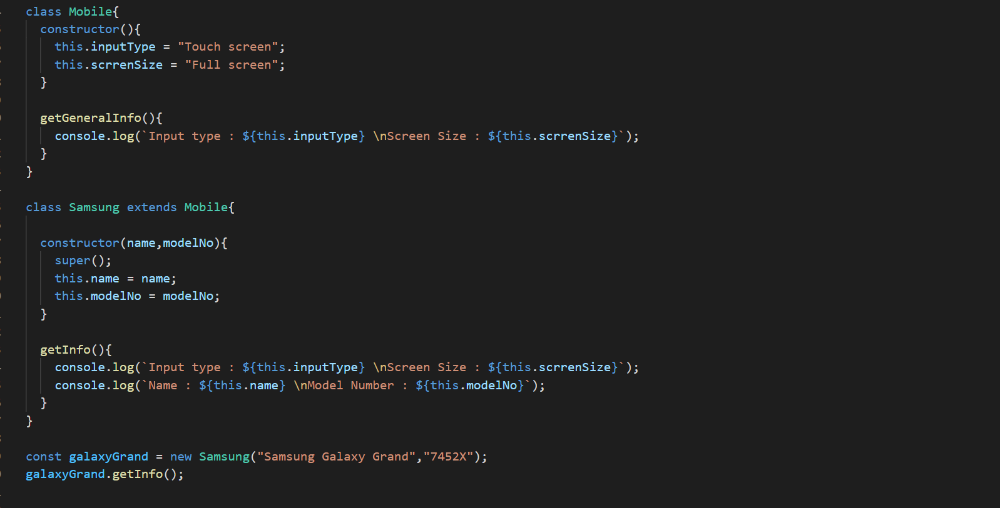 class Mobile{
constructor(){
this.inputType = "Touch screen";
this.scrrenSize = "Full screen";
}
getGeneralInfo(){
console.log(`Input type : ${this.inputType} \nScreen Size : ${this.scrrenSize}`);
}
}
class Samsung extends Mobile{
constructor(name,modelNo){
super();
this.name = name;
this.modelNo = modelNo;
}
getInfo(){
console.log(`Input type : ${this.inputType} \nScreen Size : ${this.scrrenSize}`);
console.log(`Name : ${this.name} \nModel Number : ${this.modelNo}`);
}
}
const galaxyGrand = new Samsung("Samsung Galaxy Grand","7452X");
galaxyGrand.getInfo();